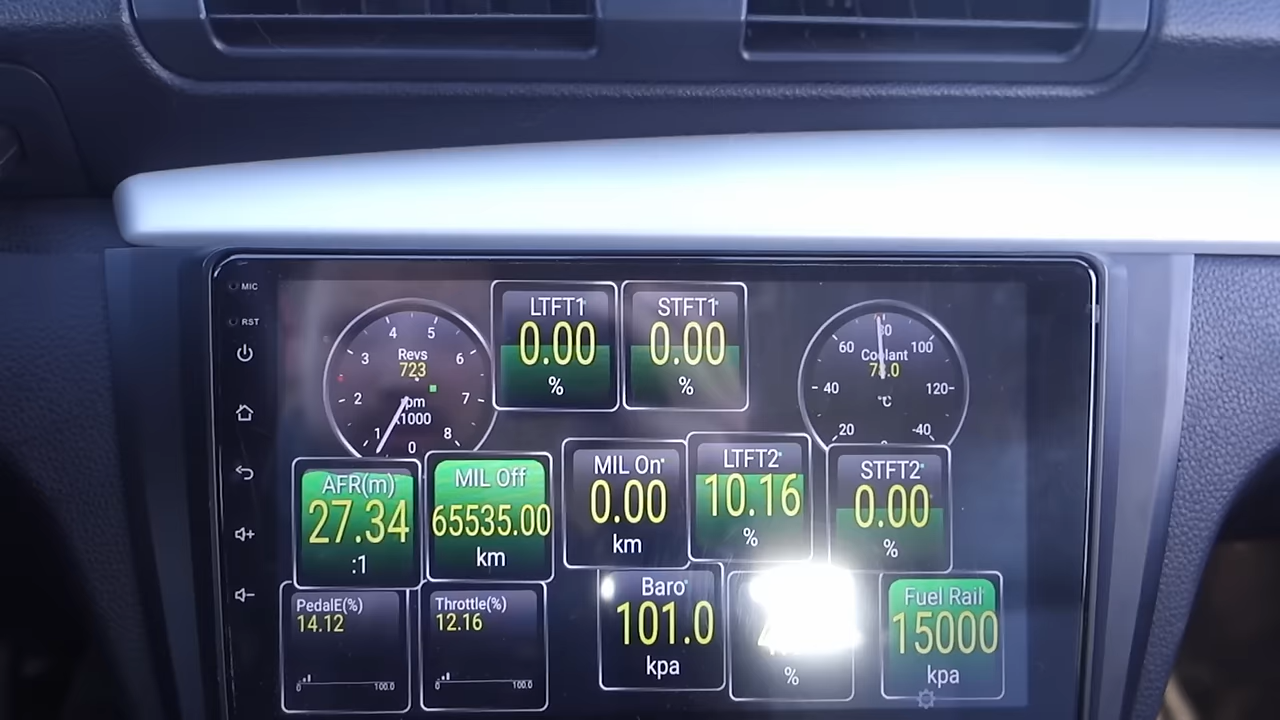 MIC
RST
4 5
3 6
Revs
723
2 7
rpm
x1000
1 8
0
LTFT1
0.00
%
STFT1
0.00
%
80
60 100
Coolant
40 120
°C
20 -40
0
AFR(m)
27.34
:1
MIL Off
65535.00
km
MIL On
0.00
km
LTFT2
10.16
%
STFT2
0.00
%
PedalE(%)
14.12
0 100.0
Throttle(%)
12.16
0 100.0
Baro
101.0
kpa
%
Fuel Rail
15000
kpa